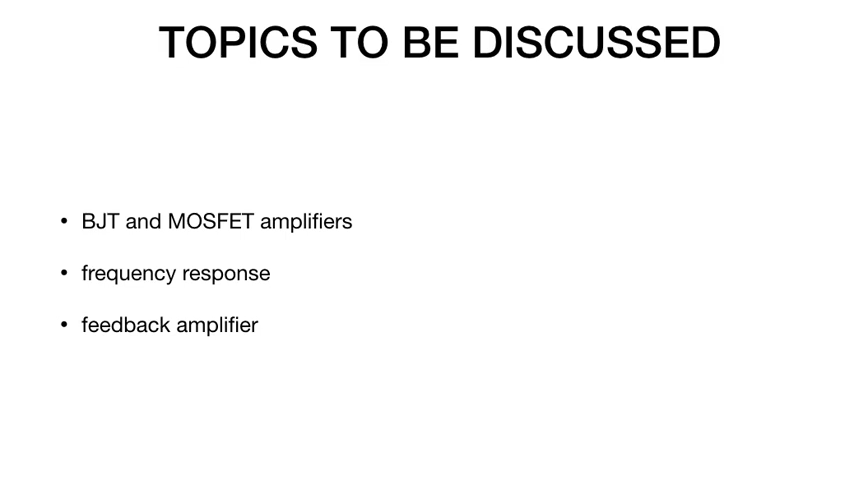 TOPICS TO BE DISCUSSED
• BJT and MOSFET amplifiers
• frequency response
• feedback amplifier